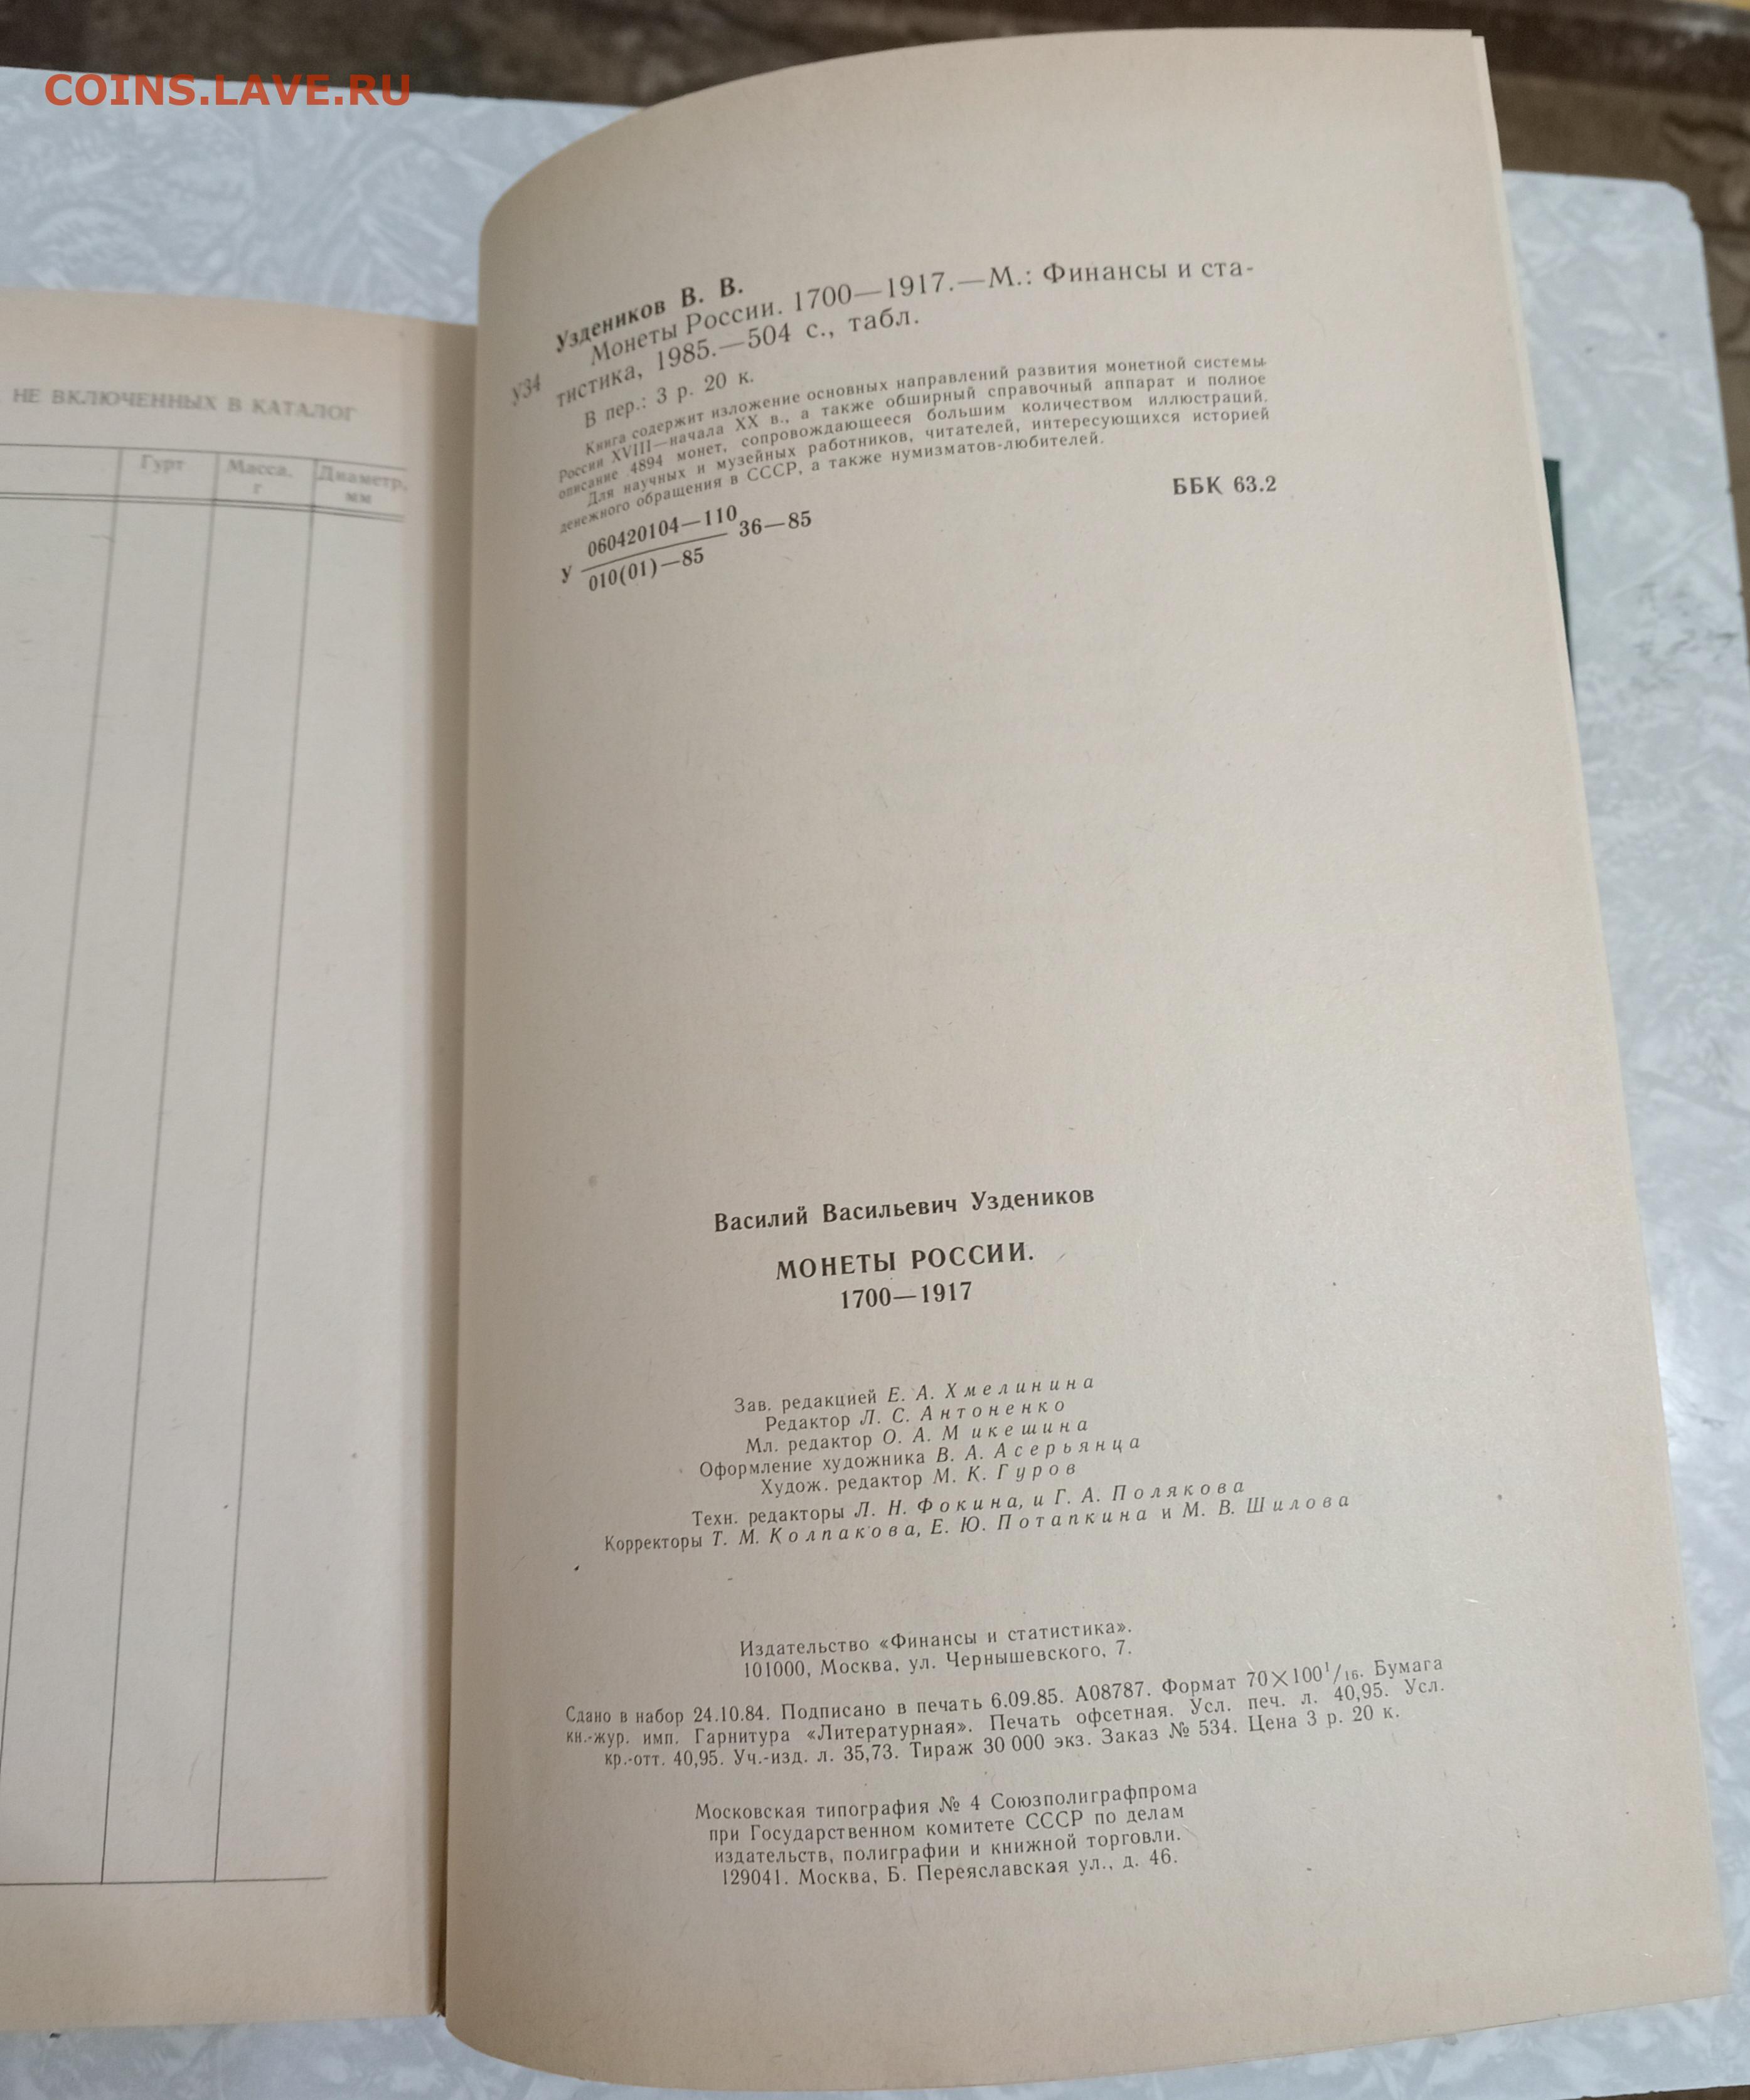 COINS.LAVE.RU
НЕ ВКЛЮЧЕННЫХ В КАТАЛОГ
Гурт
Масса, г
Диаметр, мм
Уздеников В. В.
У34
Монеты России. 1700—1917.—М.: Финансы и ста-
тистика, 1985.—504 с., табл.
В пер.: 3 р. 20 к.
Книга содержит изложение основных направлений развития монетной системы
России XVIII—начала XX в., а также обширный справочный аппарат и полное
описание 4894 монет, сопровождающееся большим количеством иллюстраций.
Для научных и музейных работников, читателей, интересующихся историей
денежного обращения в СССР, а также нумизматов-любителей.
У 060420104—110 36—85
010(01)—85
ББК 63.2
Василий Васильевич Уздеников
МОНЕТЫ РОССИИ.
1700—1917
Зав. редакцией Е. А. Хмелинина
Редактор Л. С. Антоненко
Мл. редактор О. А. Микешина
Оформление художника В. А. Асерьянца
Худож. редактор М. К. Гуров
Техн. редакторы Л. Н. Фокина, и Г. А. Полякова
Корректоры Т. М. Колпакова, Е. Ю. Потапкина и М. В. Шилова
Издательство «Финансы и статистика».
101000, Москва, ул. Чернышевского, 7.
Сдано в набор 24.10.84. Подписано в печать 6.09.85. А08787. Формат 70×100¹/₁₆. Бумага
кн.-жур. имп. Гарнитура «Литературная». Печать офсетная. Усл. печ. л. 40,95. Усл.
кр.-отт. 40,95. Уч.-изд. л. 35,73. Тираж 30 000 экз. Заказ № 534. Цена 3 р. 20 к.
Московская типография № 4 Союзполиграфпрома
при Государственном комитете СССР по делам
издательств, полиграфии и книжной торговли.
129041. Москва, Б. Переяславская ул., д. 46.